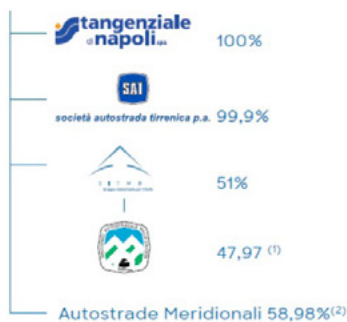 tangenziale
di napoli spa 100%
SAT
società autostrada tirrenica p.a. 99,9%
51%
47,97 (1)
Autostrade Meridionali 58,98%(2)